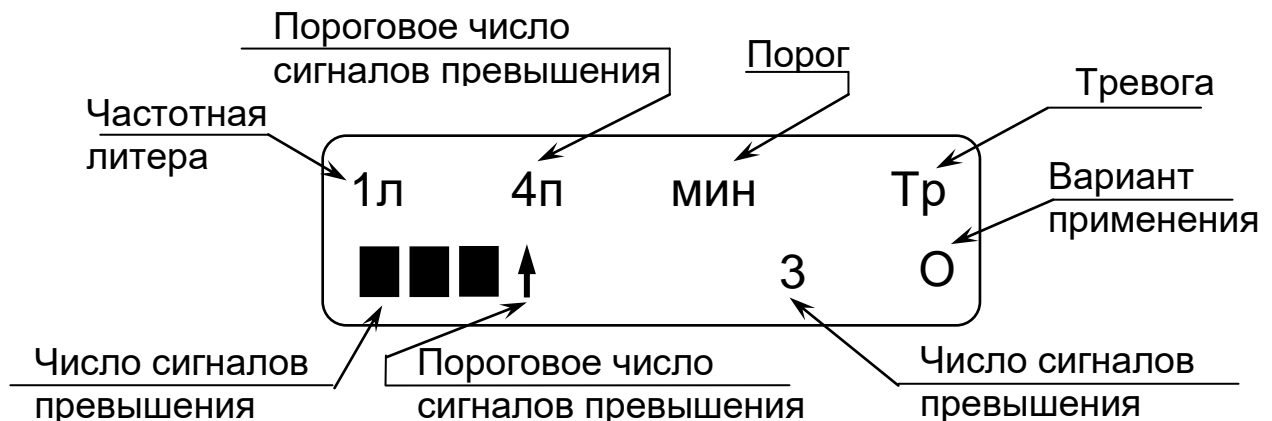 Пороговое число
сигналов превышения
Порог
Тревога
Частотная
литера
1л 4п мин Тр
Вариант
применения
3 О
Число сигналов
превышения
Пороговое число
сигналов превышения
Число сигналов
превышения